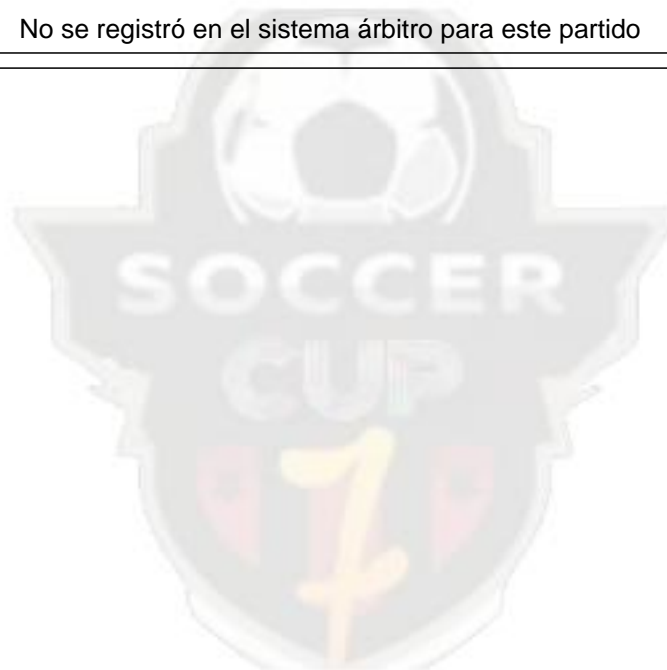 No se registró en el sistema árbitro para este partido
SOCCER
CUP
7